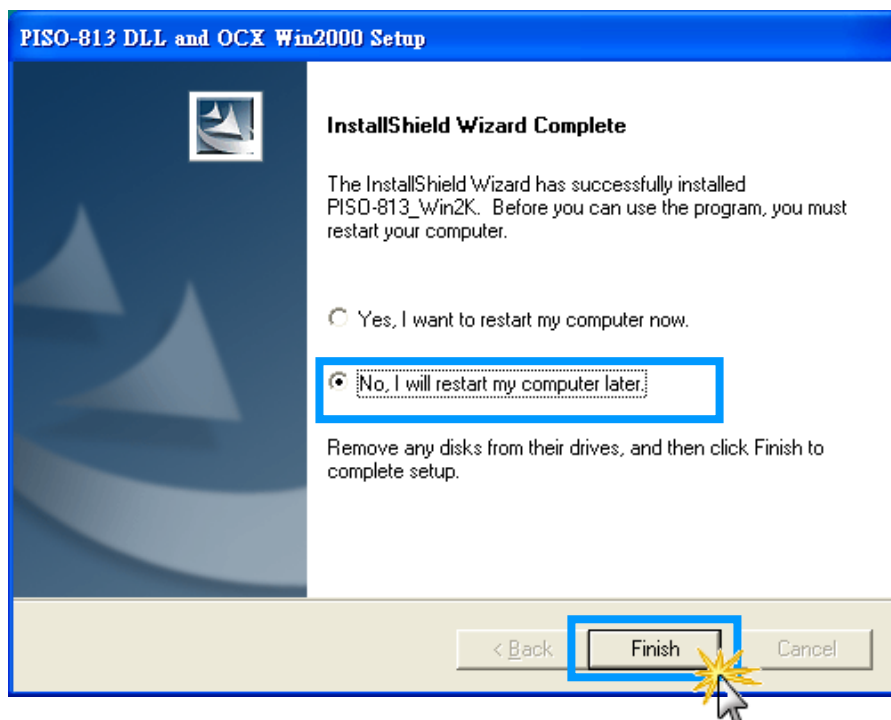 PISO-813 DLL and OCX Win2000 Setup
InstallShield Wizard Complete
The InstallShield Wizard has successfully installed
PISO-813_Win2K. Before you can use the program, you must
restart your computer.
Yes, I want to restart my computer now.
No, I will restart my computer later.
Remove any disks from their drives, and then click Finish to
complete setup.
< Back Finish Cancel